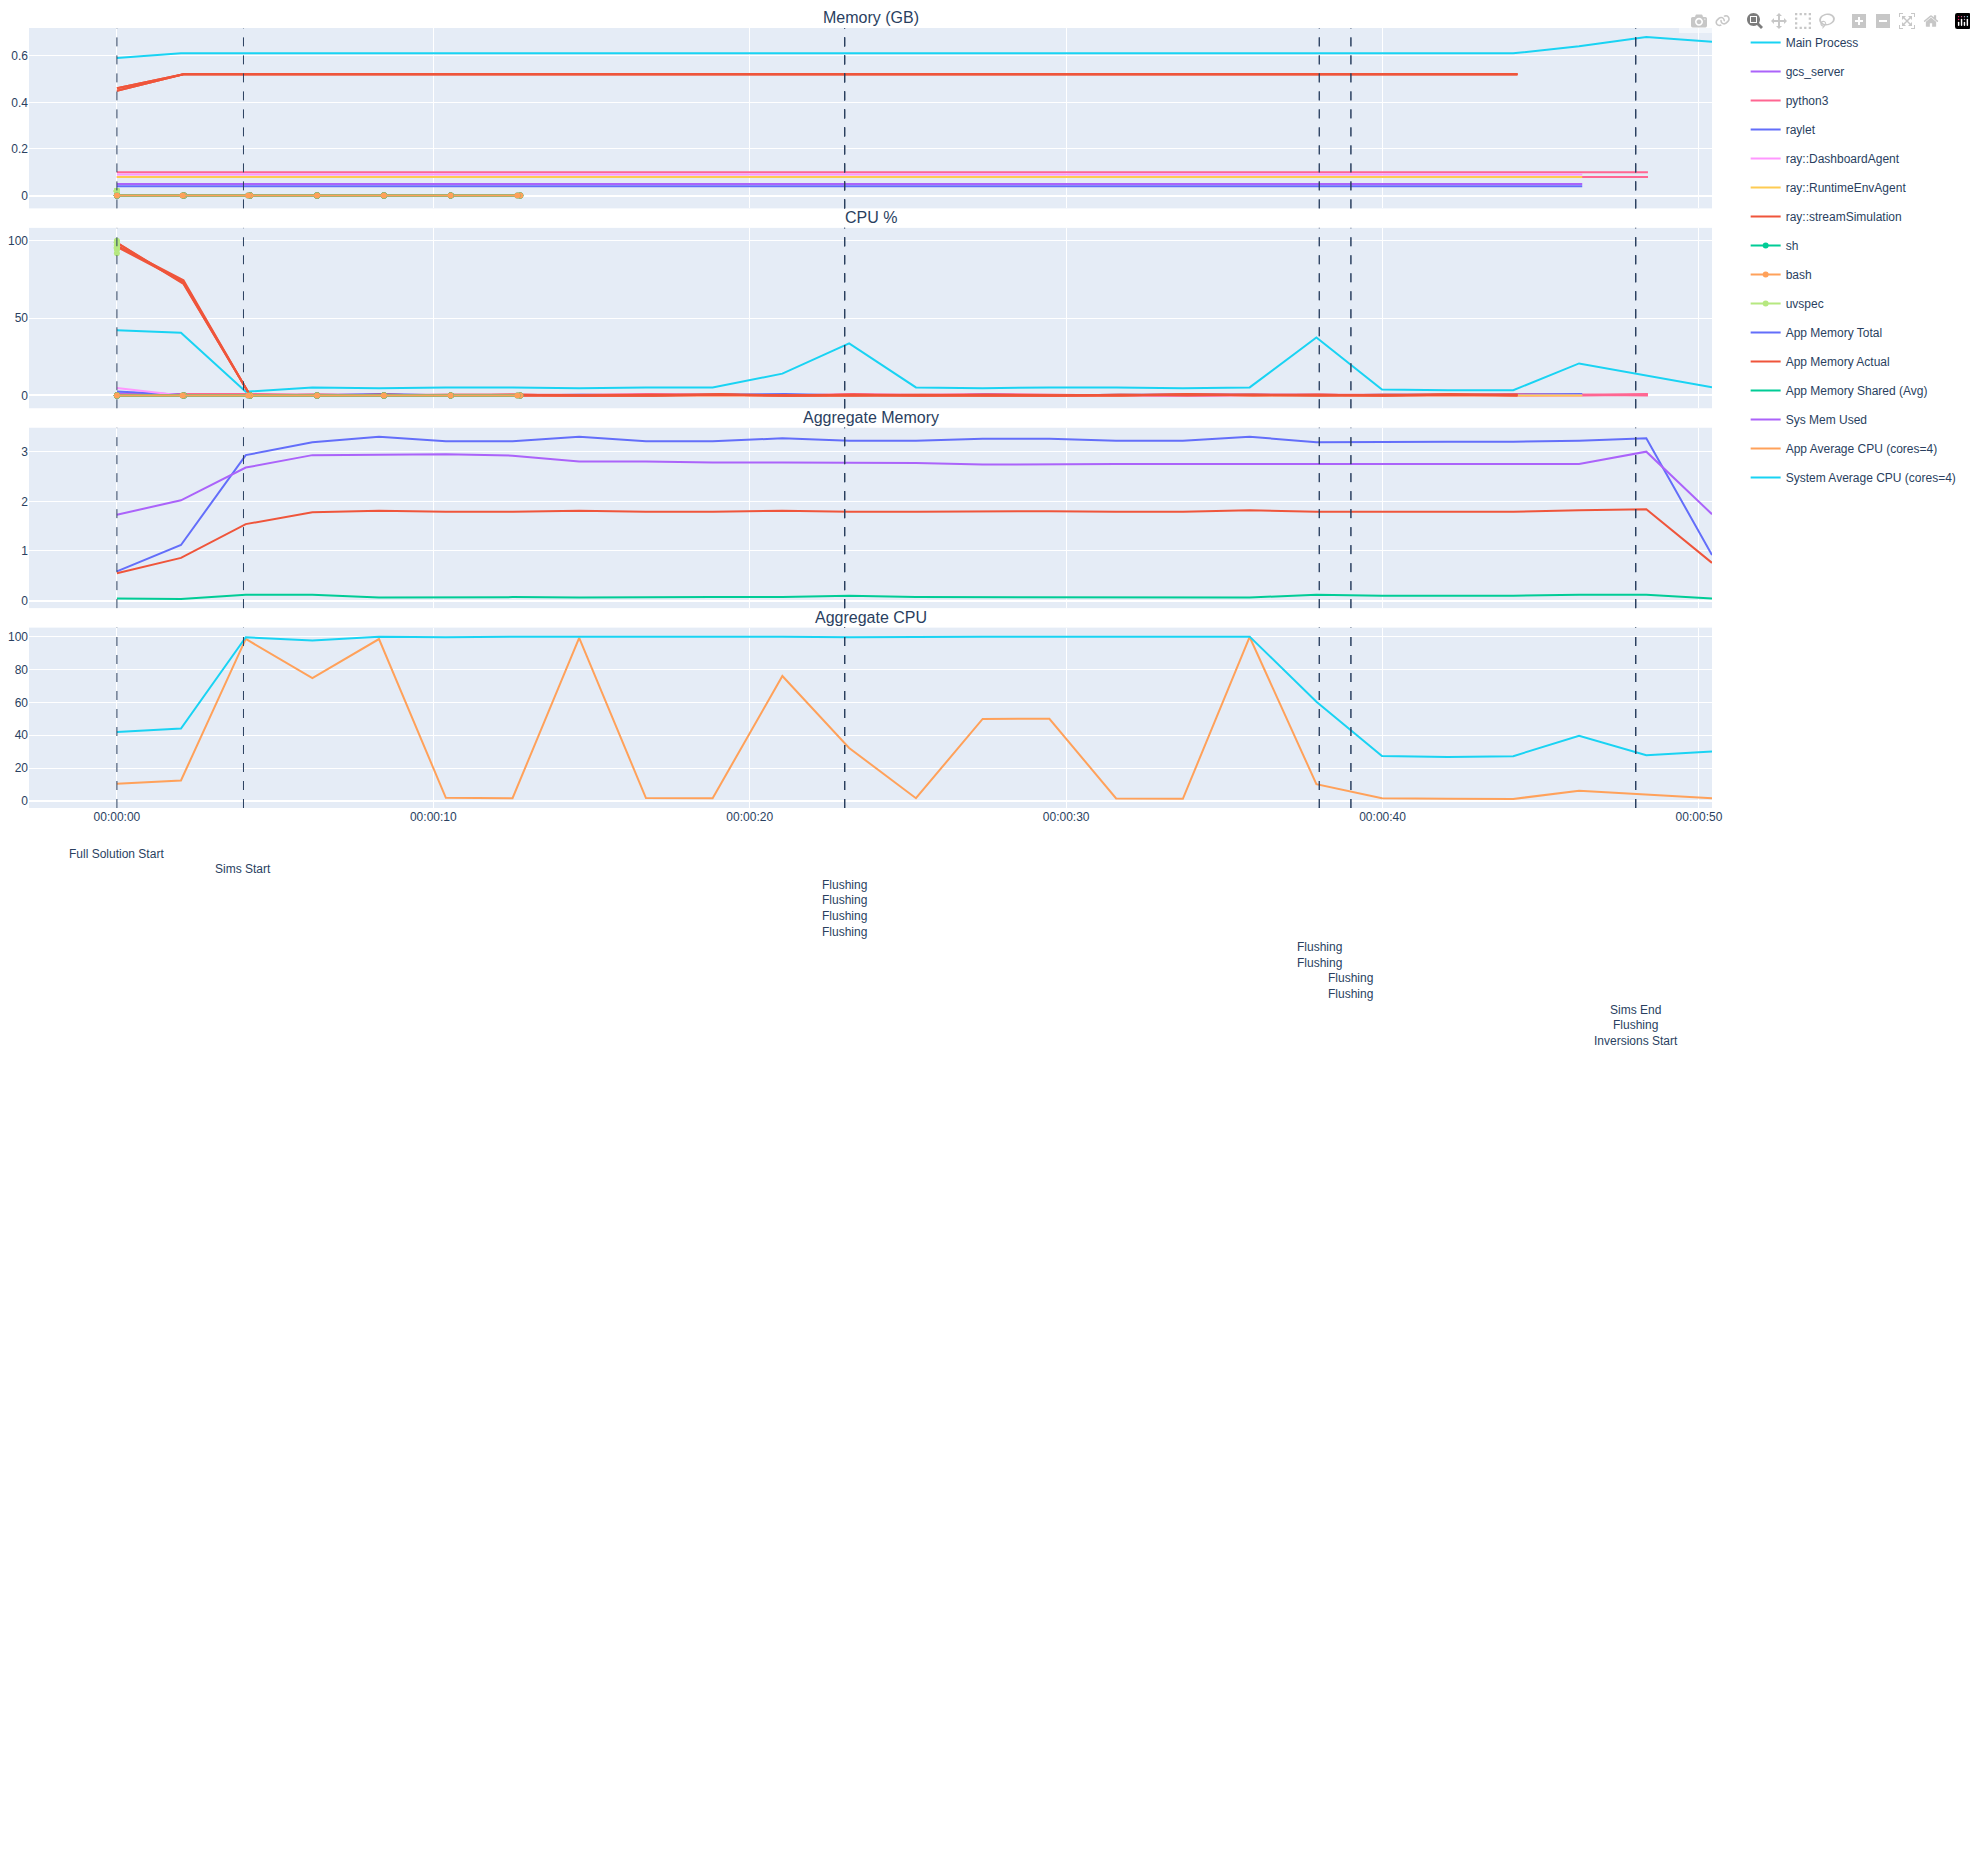 Memory (GB)
0.6
0.4
0.2
0
CPU %
100
50
0
Aggregate Memory
3
2
1
0
Aggregate CPU
100
80
60
40
20
0
00:00:00
00:00:10
00:00:20
00:00:30
00:00:40
00:00:50
Main Process
gcs_server
python3
raylet
ray::DashboardAgent
ray::RuntimeEnvAgent
ray::streamSimulation
sh
bash
uvspec
App Memory Total
App Memory Actual
App Memory Shared (Avg)
Sys Mem Used
App Average CPU (cores=4)
System Average CPU (cores=4)
Full Solution Start
Sims Start
Flushing
Flushing
Flushing
Flushing
Flushing
Flushing
Flushing
Flushing
Sims End
Flushing
Inversions Start